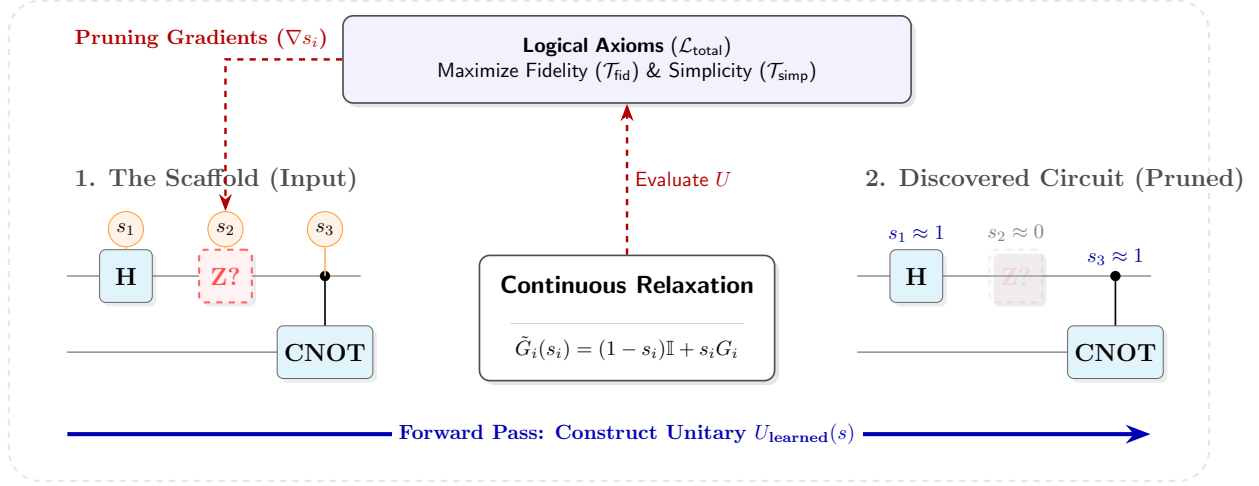 Pruning Gradients (∇s_i)
Logical Axioms (ℒ_total)
Maximize Fidelity (𝒯_fid) & Simplicity (𝒯_simp)
Evaluate U
1. The Scaffold (Input)
s_1
s_2
s_3
H
Z?
CNOT
Continuous Relaxation
G̃_i(s_i) = (1 − s_i)𝕀 + s_iG_i
2. Discovered Circuit (Pruned)
s_1 ≈ 1
s_2 ≈ 0
s_3 ≈ 1
H
Z?
CNOT
Forward Pass: Construct Unitary U_learned(s)